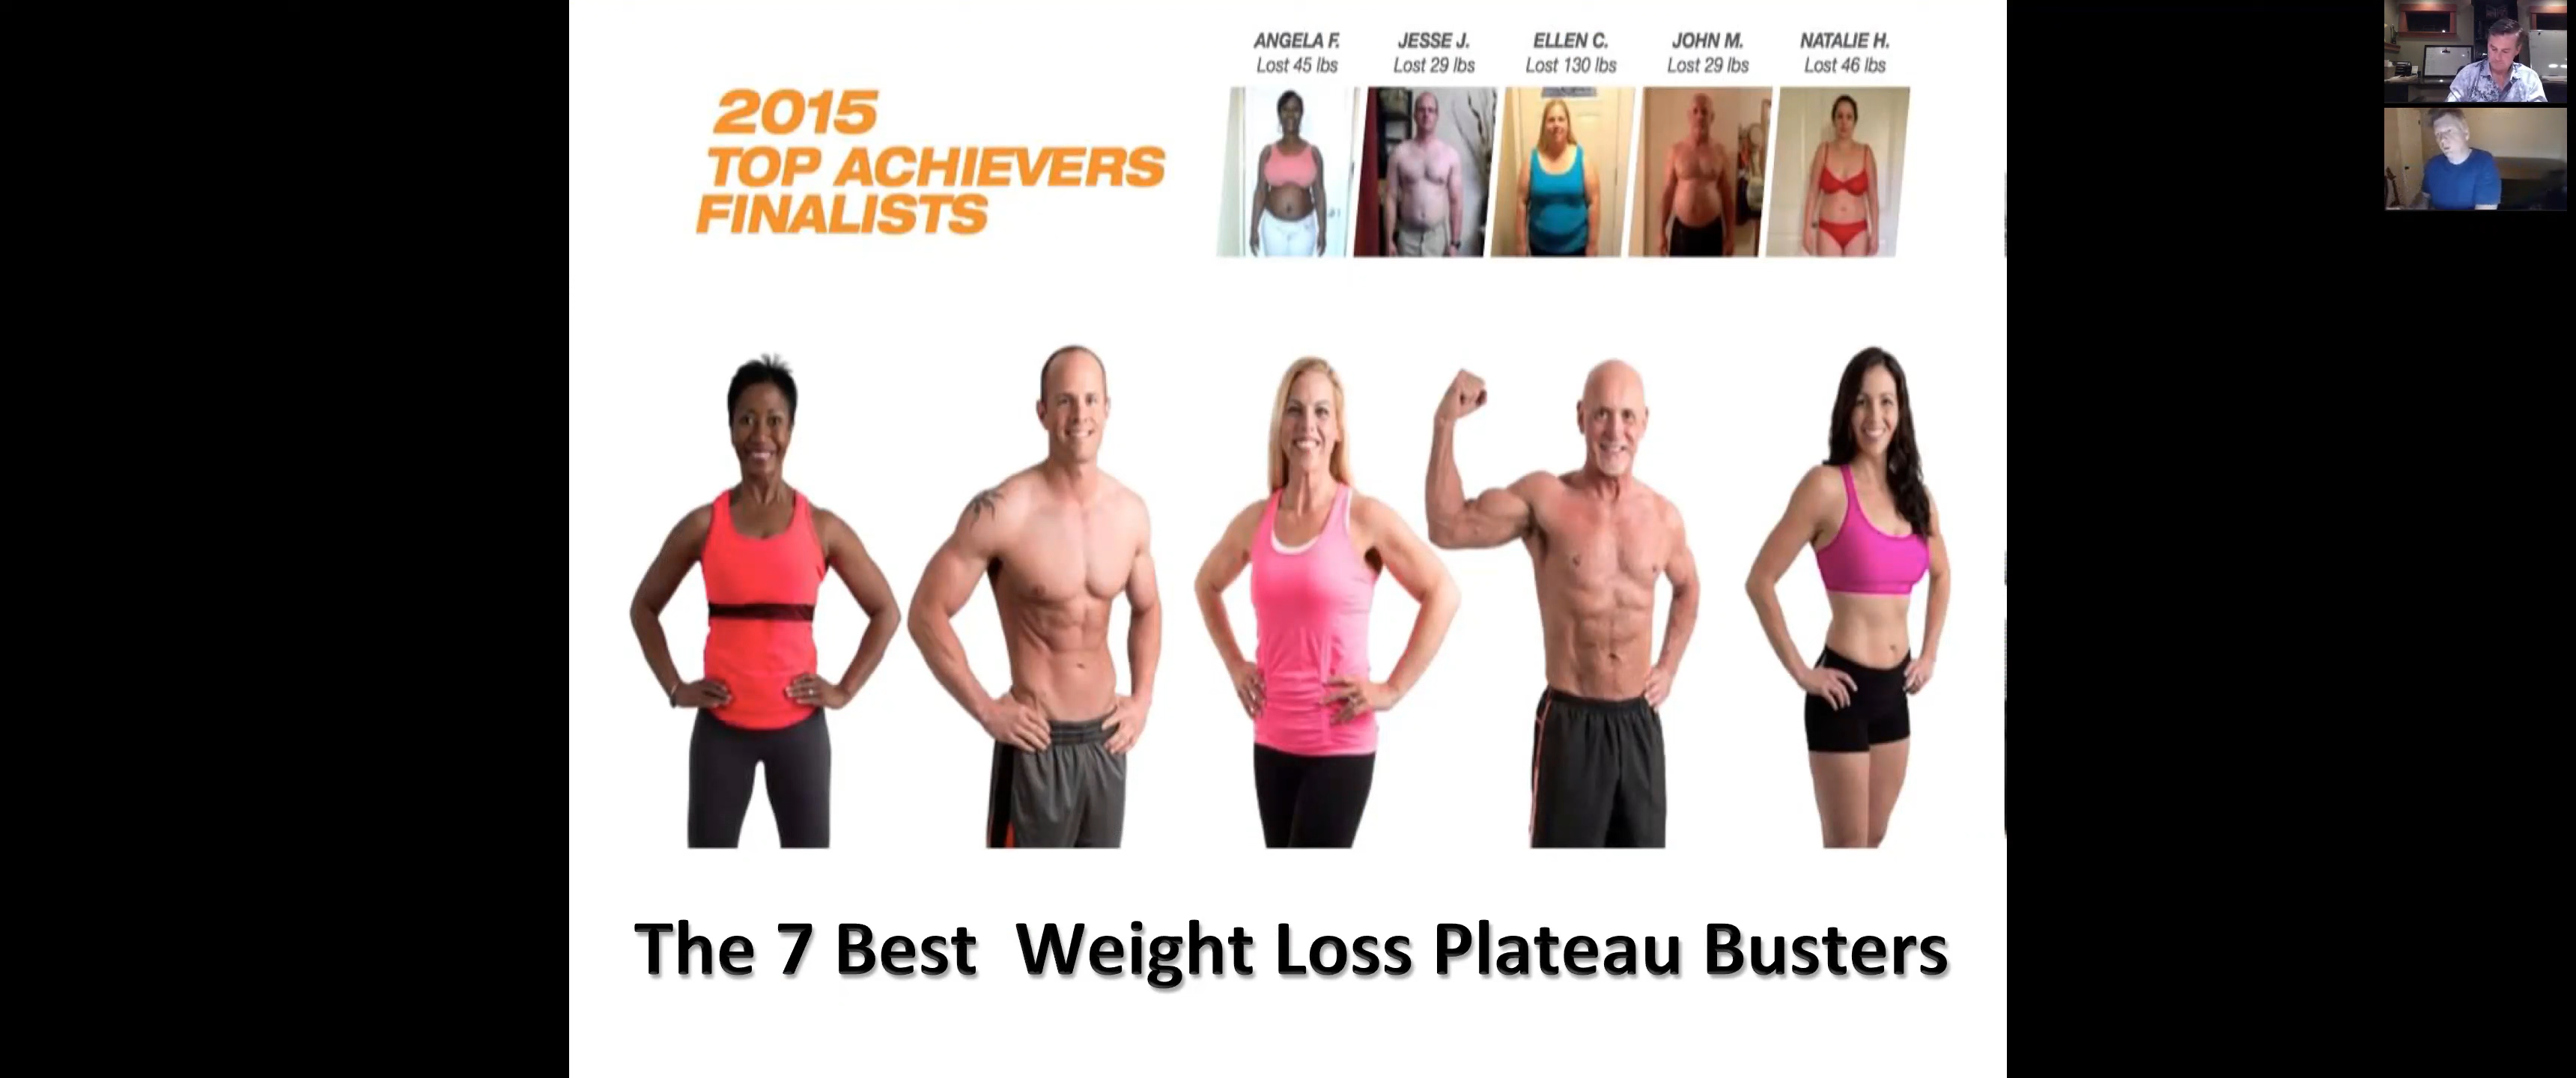 2015
TOP ACHIEVERS
FINALISTS
ANGELA F.
Lost 45 lbs
JESSE J.
Lost 29 lbs
ELLEN C.
Lost 130 lbs
JOHN M.
Lost 29 lbs
NATALIE H.
Lost 46 lbs
The 7 Best  Weight Loss Plateau Busters